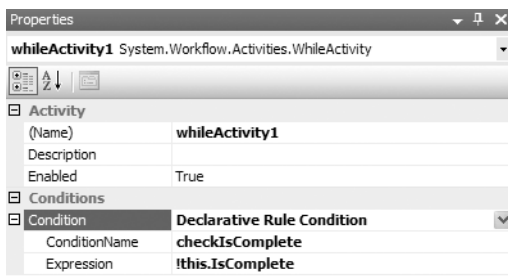 Properties
whileActivity1 System.Workflow.Activities.WhileActivity
Activity
(Name) whileActivity1
Description
Enabled True
Conditions
Condition Declarative Rule Condition
ConditionName checkIsComplete
Expression !this.IsComplete